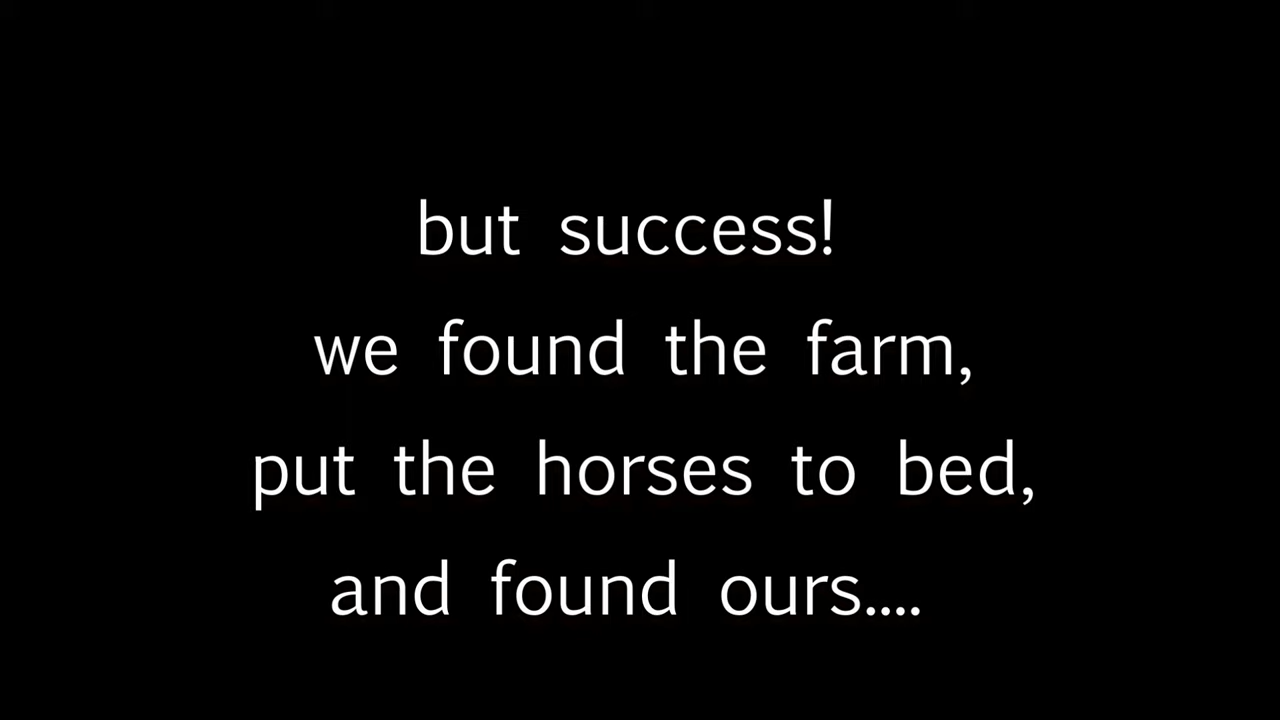 but success!
we found the farm,
put the horses to bed,
and found ours....